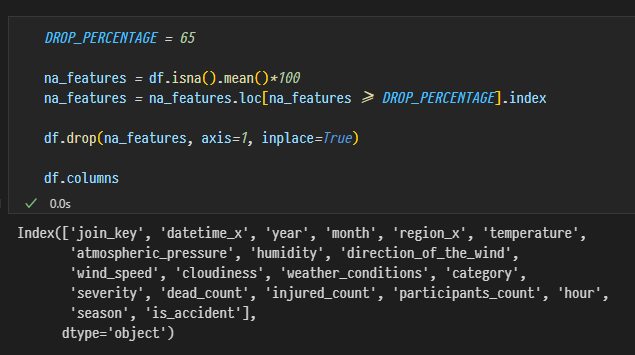 DROP_PERCENTAGE = 65
na_features = df.isna().mean()*100
na_features = na_features.loc[na_features >= DROP_PERCENTAGE].index
df.drop(na_features, axis=1, inplace=True)
df.columns
0.0s
Index(['join_key', 'datetime_x', 'year', 'month', 'region_x', 'temperature',
'atmospheric_pressure', 'humidity', 'direction_of_the_wind',
'wind_speed', 'cloudiness', 'weather_conditions', 'category',
'severity', 'dead_count', 'injured_count', 'participants_count', 'hour',
'season', 'is_accident'],
dtype='object')